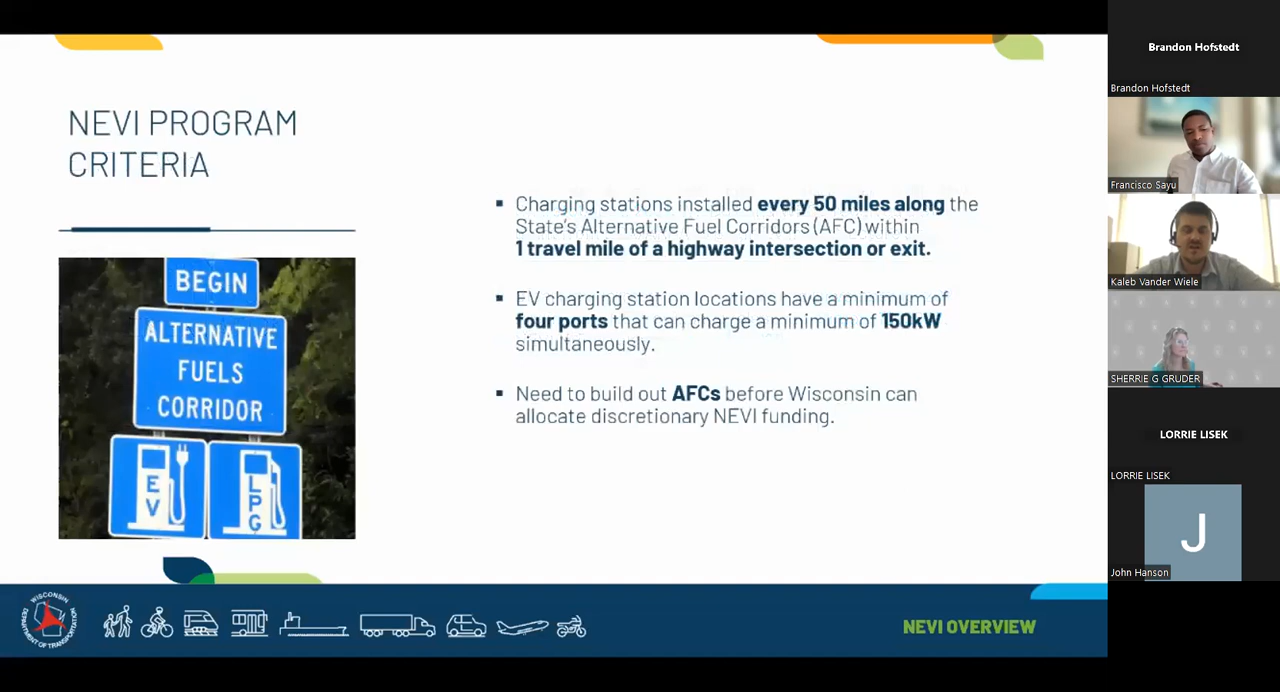 NEVI PROGRAM
CRITERIA
BEGIN
ALTERNATIVE
FUELS
CORRIDOR
EV
LPG
▪ Charging stations installed every 50 miles along the
State's Alternative Fuel Corridors (AFC) within
1 travel mile of a highway intersection or exit.
▪ EV charging station locations have a minimum of
four ports that can charge a minimum of 150kW
simultaneously.
▪ Need to build out AFCs before Wisconsin can
allocate discretionary NEVI funding.
WISCONSIN
DEPARTMENT OF TRANSPORTATION
NEVI OVERVIEW
Brandon Hofstedt
Brandon Hofstedt
Francisco Sayu
Kaleb Vander Wiele
SHERRIE G GRUDER
LORRIE LISEK
LORRIE LISEK
J
John Hanson